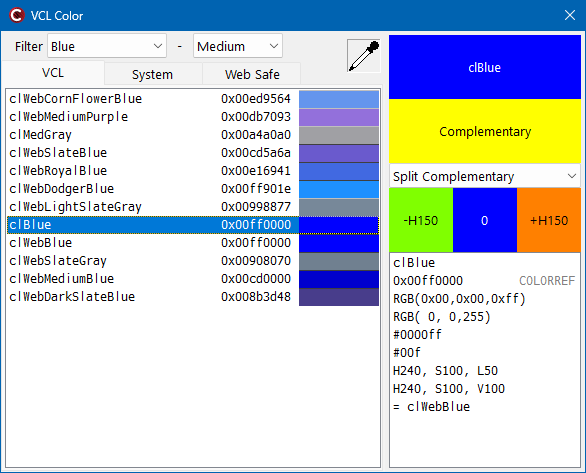 VCL Color
Filter Blue - Medium
VCL System Web Safe
clWebCornFlowerBlue 0x00ed9564
clWebMediumPurple 0x00db7093
clMedGray 0x00a4a0a0
clWebSlateBlue 0x00cd5a6a
clWebRoyalBlue 0x00e16941
clWebDodgerBlue 0x00ff901e
clWebLightSlateGray 0x00998877
clBlue 0x00ff0000
clWebBlue 0x00ff0000
clWebSlateGray 0x00908070
clWebMediumBlue 0x00cd0000
clWebDarkSlateBlue 0x008b3d48
clBlue
Complementary
Split Complementary
-H150 0 +H150
clBlue
0x00ff0000 COLORREF
RGB(0x00,0x00,0xff)
RGB( 0, 0,255)
#0000ff
#00f
H240, S100, L50
H240, S100, V100
= clWebBlue